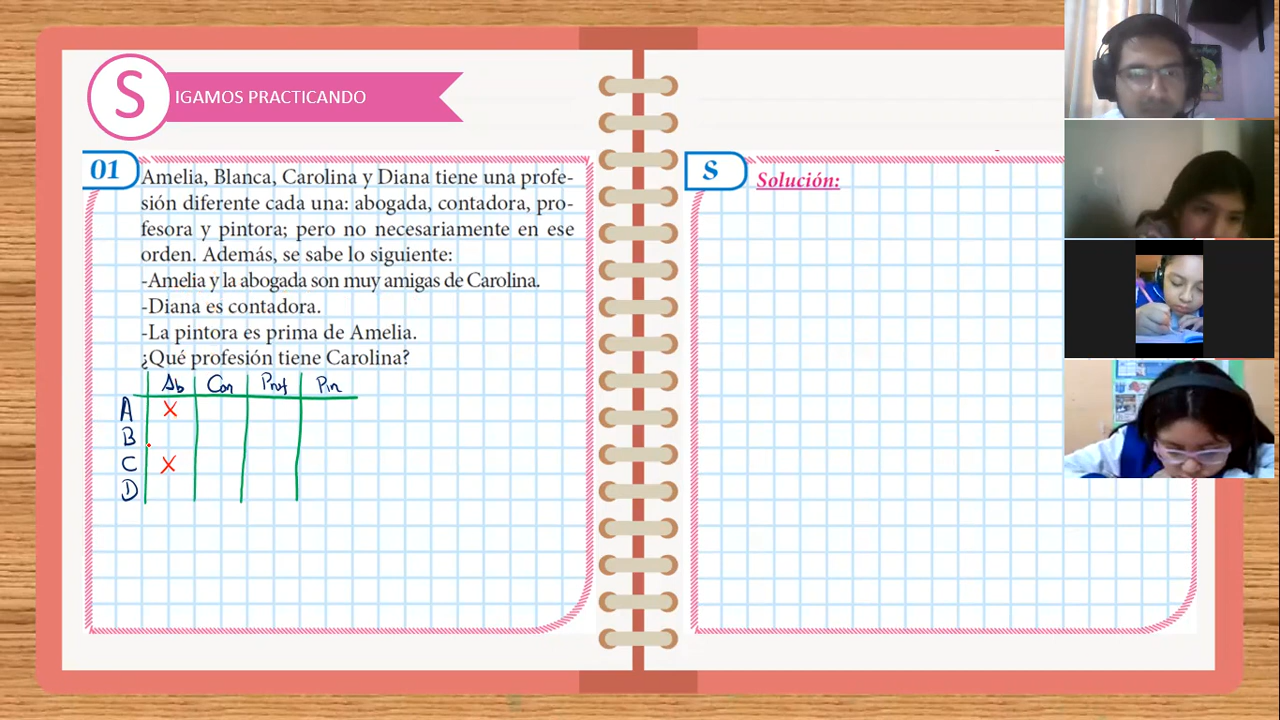 S
IGAMOS PRACTICANDO
01
Amelia, Blanca, Carolina y Diana tiene una profe-
sión diferente cada una: abogada, contadora, pro-
fesora y pintora; pero no necesariamente en ese
orden. Además, se sabe lo siguiente:
-Amelia y la abogada son muy amigas de Carolina.
-Diana es contadora.
-La pintora es prima de Amelia.
¿Qué profesión tiene Carolina?
Ab Con Prof Pin
A X
B
C X
D
S
Solución: